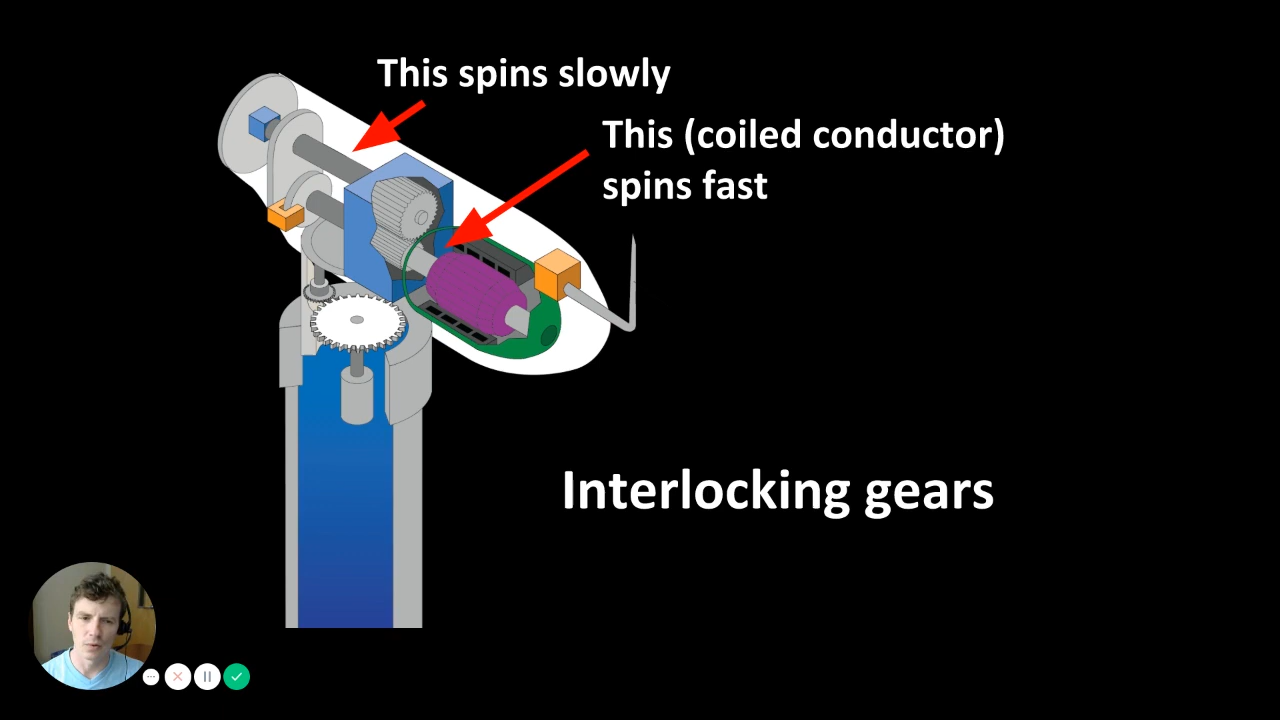 This spins slowly
This (coiled conductor)
spins fast
Interlocking gears